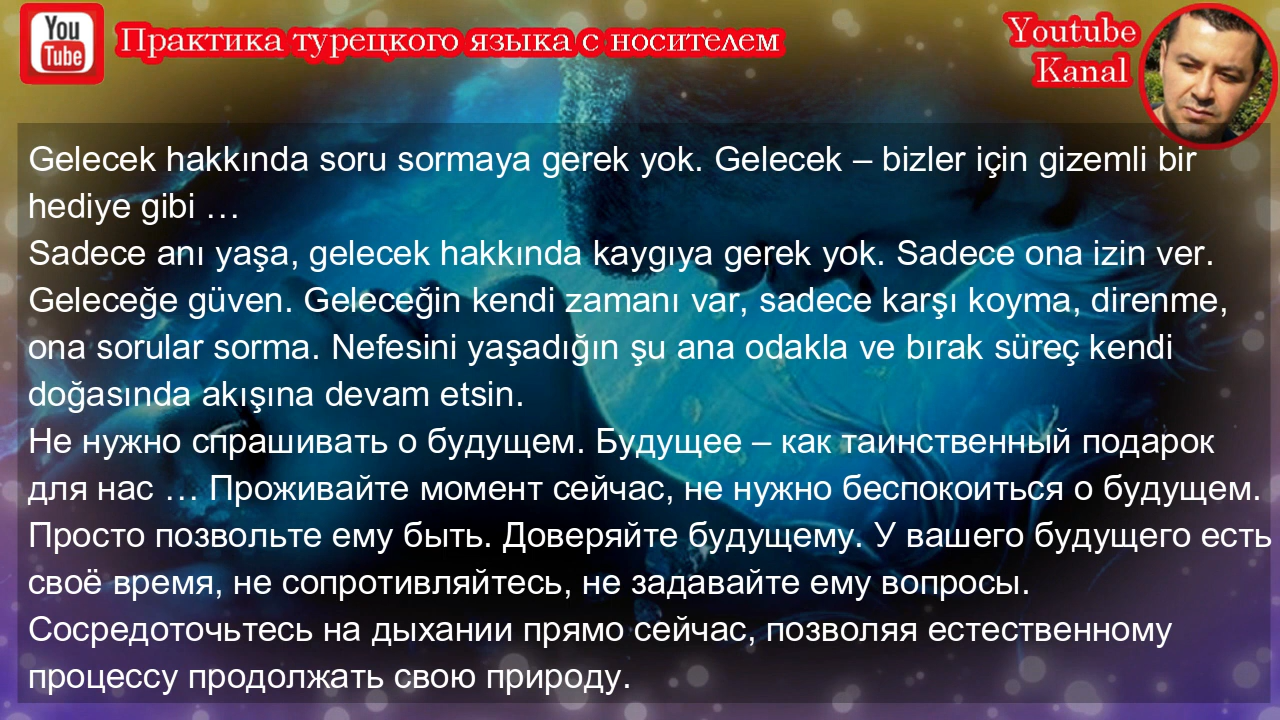 You
Tube
Практика турецкого языка с носителем
Youtube
Kanal
Gelecek hakkında soru sormaya gerek yok. Gelecek – bizler için gizemli bir
hediye gibi …
Sadece anı yaşa, gelecek hakkında kaygıya gerek yok. Sadece ona izin ver.
Geleceğe güven. Geleceğin kendi zamanı var, sadece karşı koyma, direnme,
ona sorular sorma. Nefesini yaşadığın şu ana odakla ve bırak süreç kendi
doğasında akışına devam etsin.
Не нужно спрашивать о будущем. Будущее – как таинственный подарок
для нас … Проживайте момент сейчас, не нужно беспокоиться о будущем.
Просто позвольте ему быть. Доверяйте будущему. У вашего будущего есть
своё время, не сопротивляйтесь, не задавайте ему вопросы.
Сосредоточьтесь на дыхании прямо сейчас, позволяя естественному
процессу продолжать свою природу.